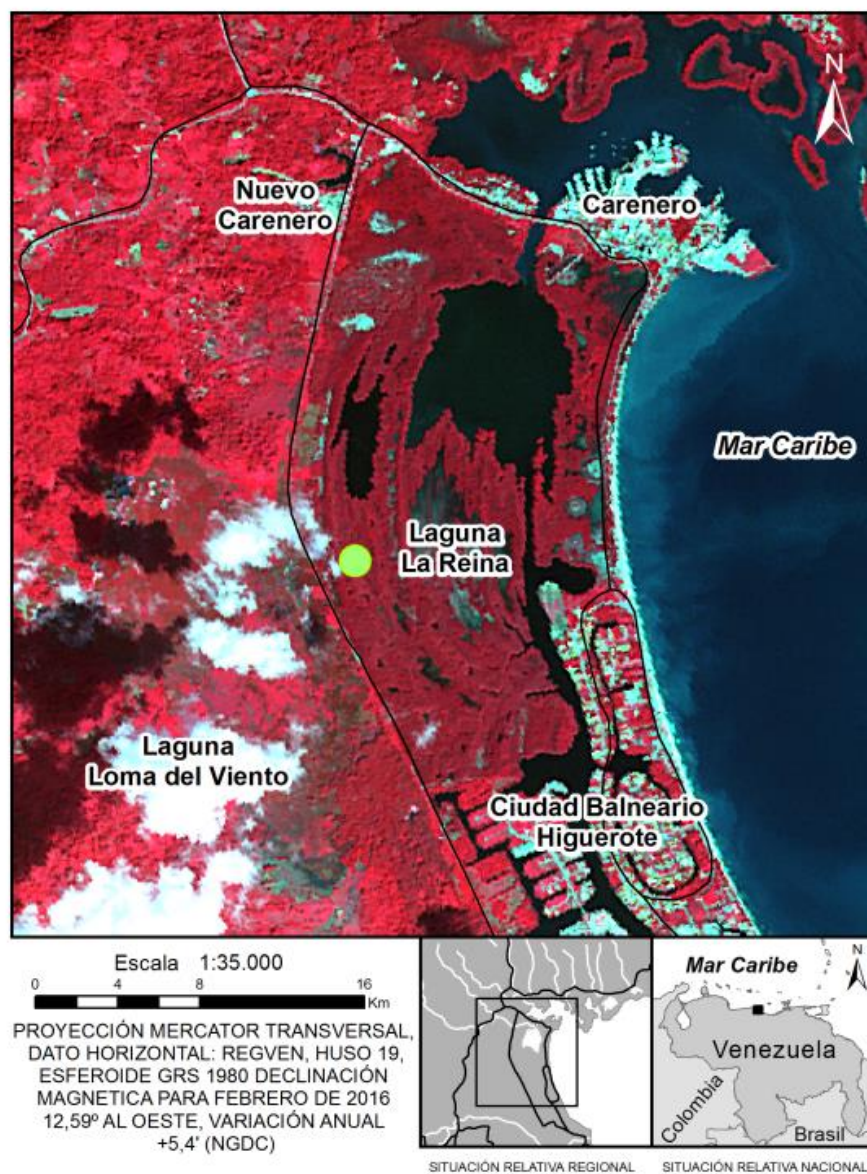 N
Nuevo
Carenero
Carenero
Mar Caribe
Laguna
La Reina
Laguna
Loma del Viento
Ciudad Balneario
Higuerote
Escala 1:35.000
0 4 8 16
Km
PROYECCIÓN MERCATOR TRANSVERSAL,
DATO HORIZONTAL: REGVEN, HUSO 19,
ESFEROIDE GRS 1980 DECLINACIÓN
MAGNETICA PARA FEBRERO DE 2016
12,59º AL OESTE, VARIACIÓN ANUAL
+5,4' (NGDC)
SITUACIÓN RELATIVA REGIONAL
Mar Caribe
N
Venezuela
Colombia
Brasil
SITUACIÓN RELATIVA NACIONAL